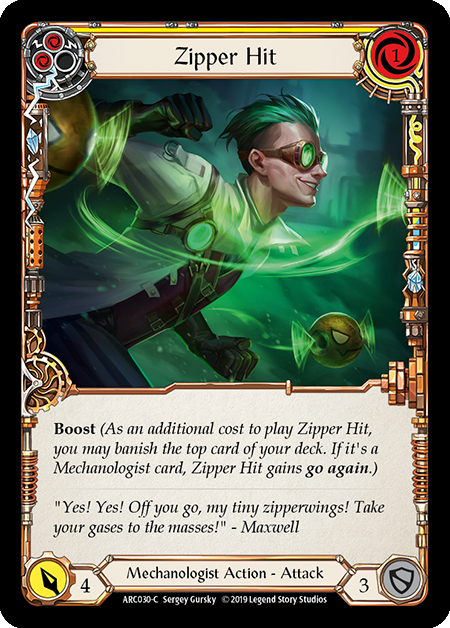 Zipper Hit
1
Boost (As an additional cost to play Zipper Hit,
you may banish the top card of your deck. If it's a
Mechanologist card, Zipper Hit gains go again.)
"Yes! Yes! Off you go, my tiny zipperwings! Take
your gases to the masses!" - Maxwell
4
Mechanologist Action - Attack
3
ARC030-C Sergey Gursky © 2019 Legend Story Studios